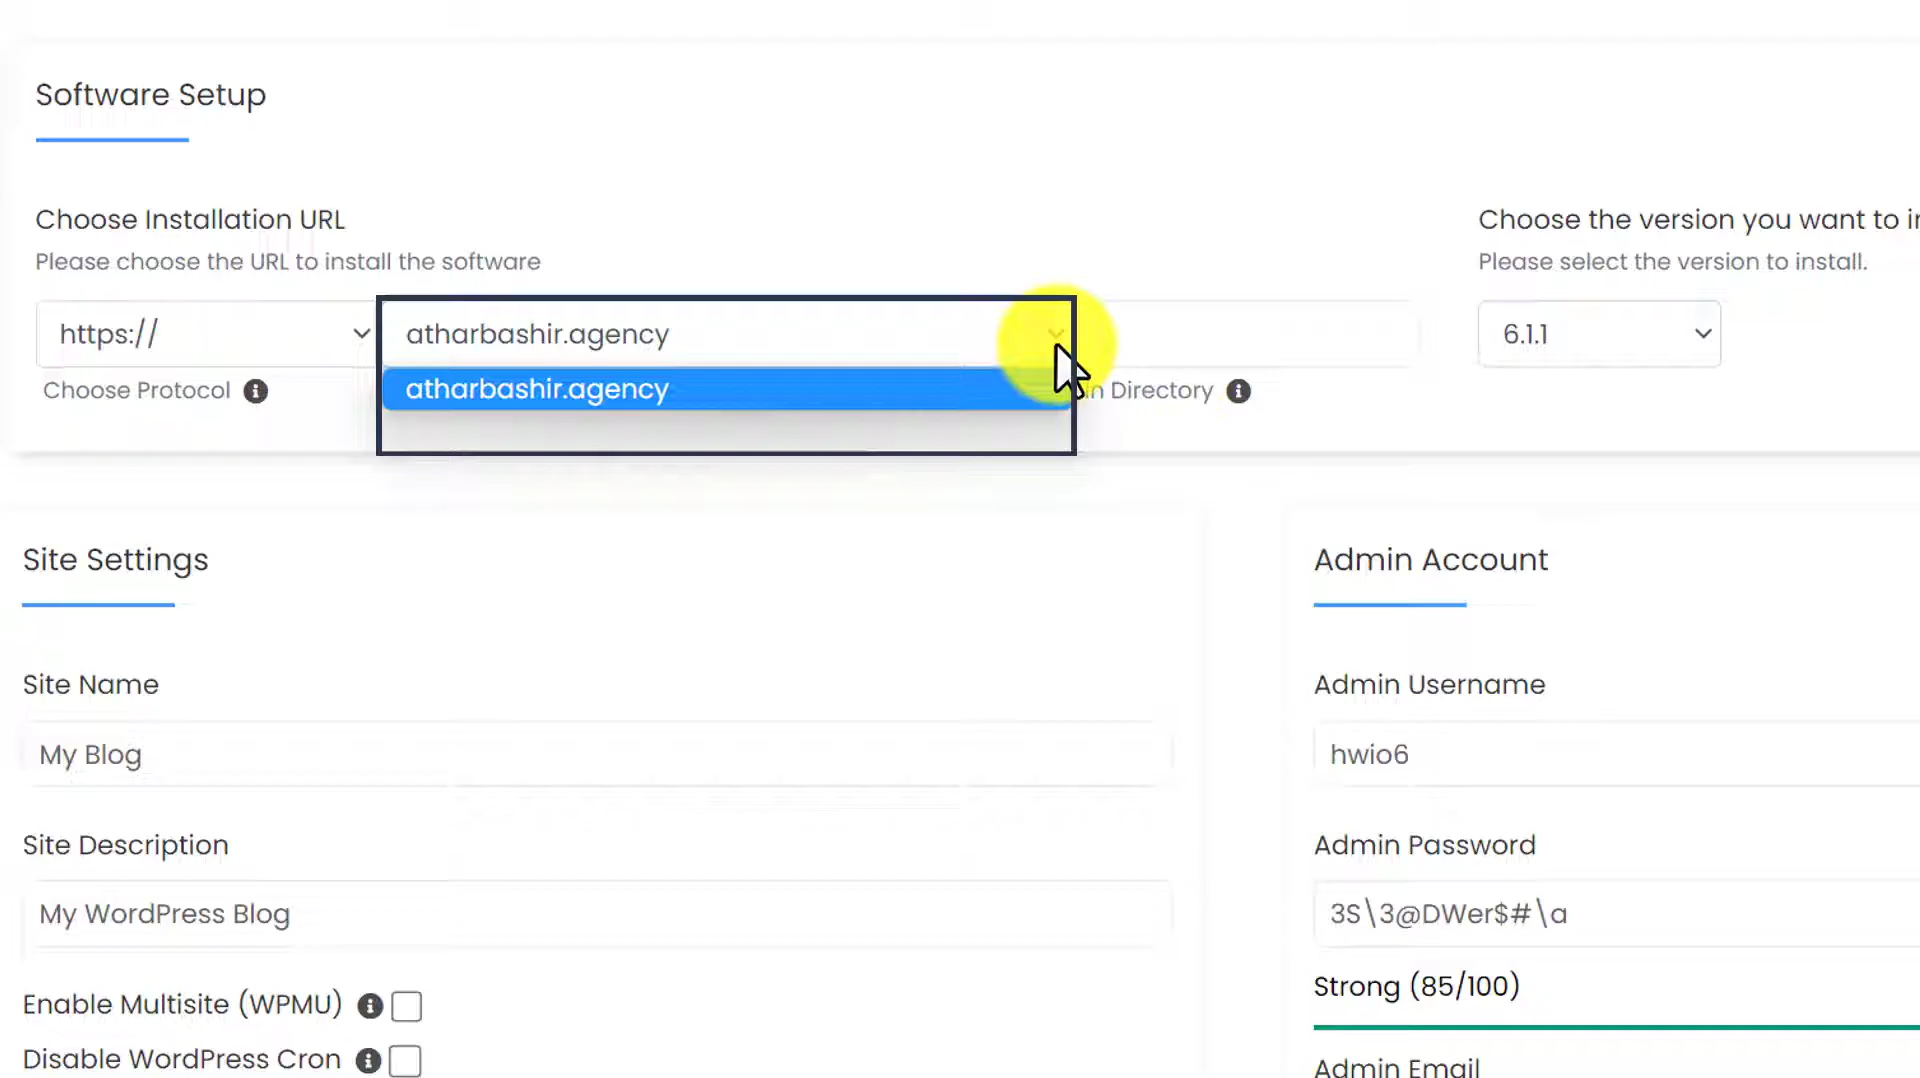 Software Setup
Choose Installation URL
Please choose the URL to install the software
https://
atharbashir.agency
atharbashir.agency
Choose Protocol
Directory
Choose the version you want to
Please select the version to install.
6.1.1
Site Settings
Site Name
My Blog
Site Description
My WordPress Blog
Enable Multisite (WPMU)
Disable WordPress Cron
Admin Account
Admin Username
hwio6
Admin Password
3S\3@DWer$#\a
Strong (85/100)
Admin Email